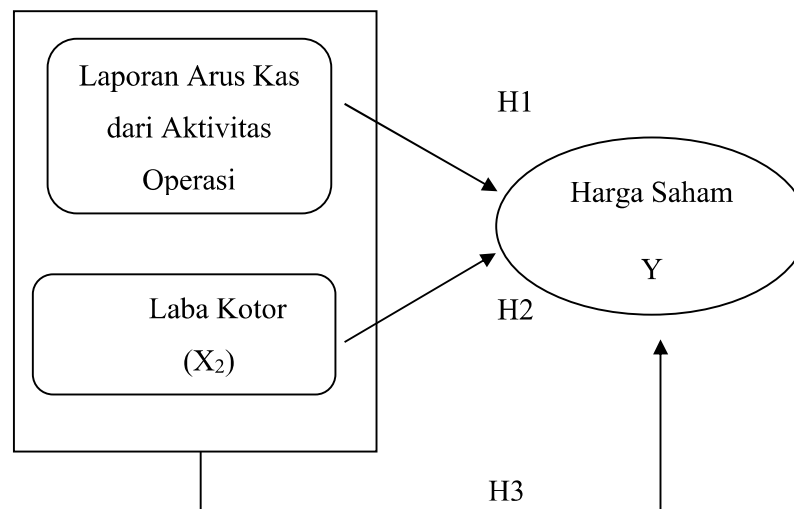 Laporan Arus Kas
dari Aktivitas
Operasi
H1
Harga Saham
Y
Laba Kotor
(X₂)
H2
H3